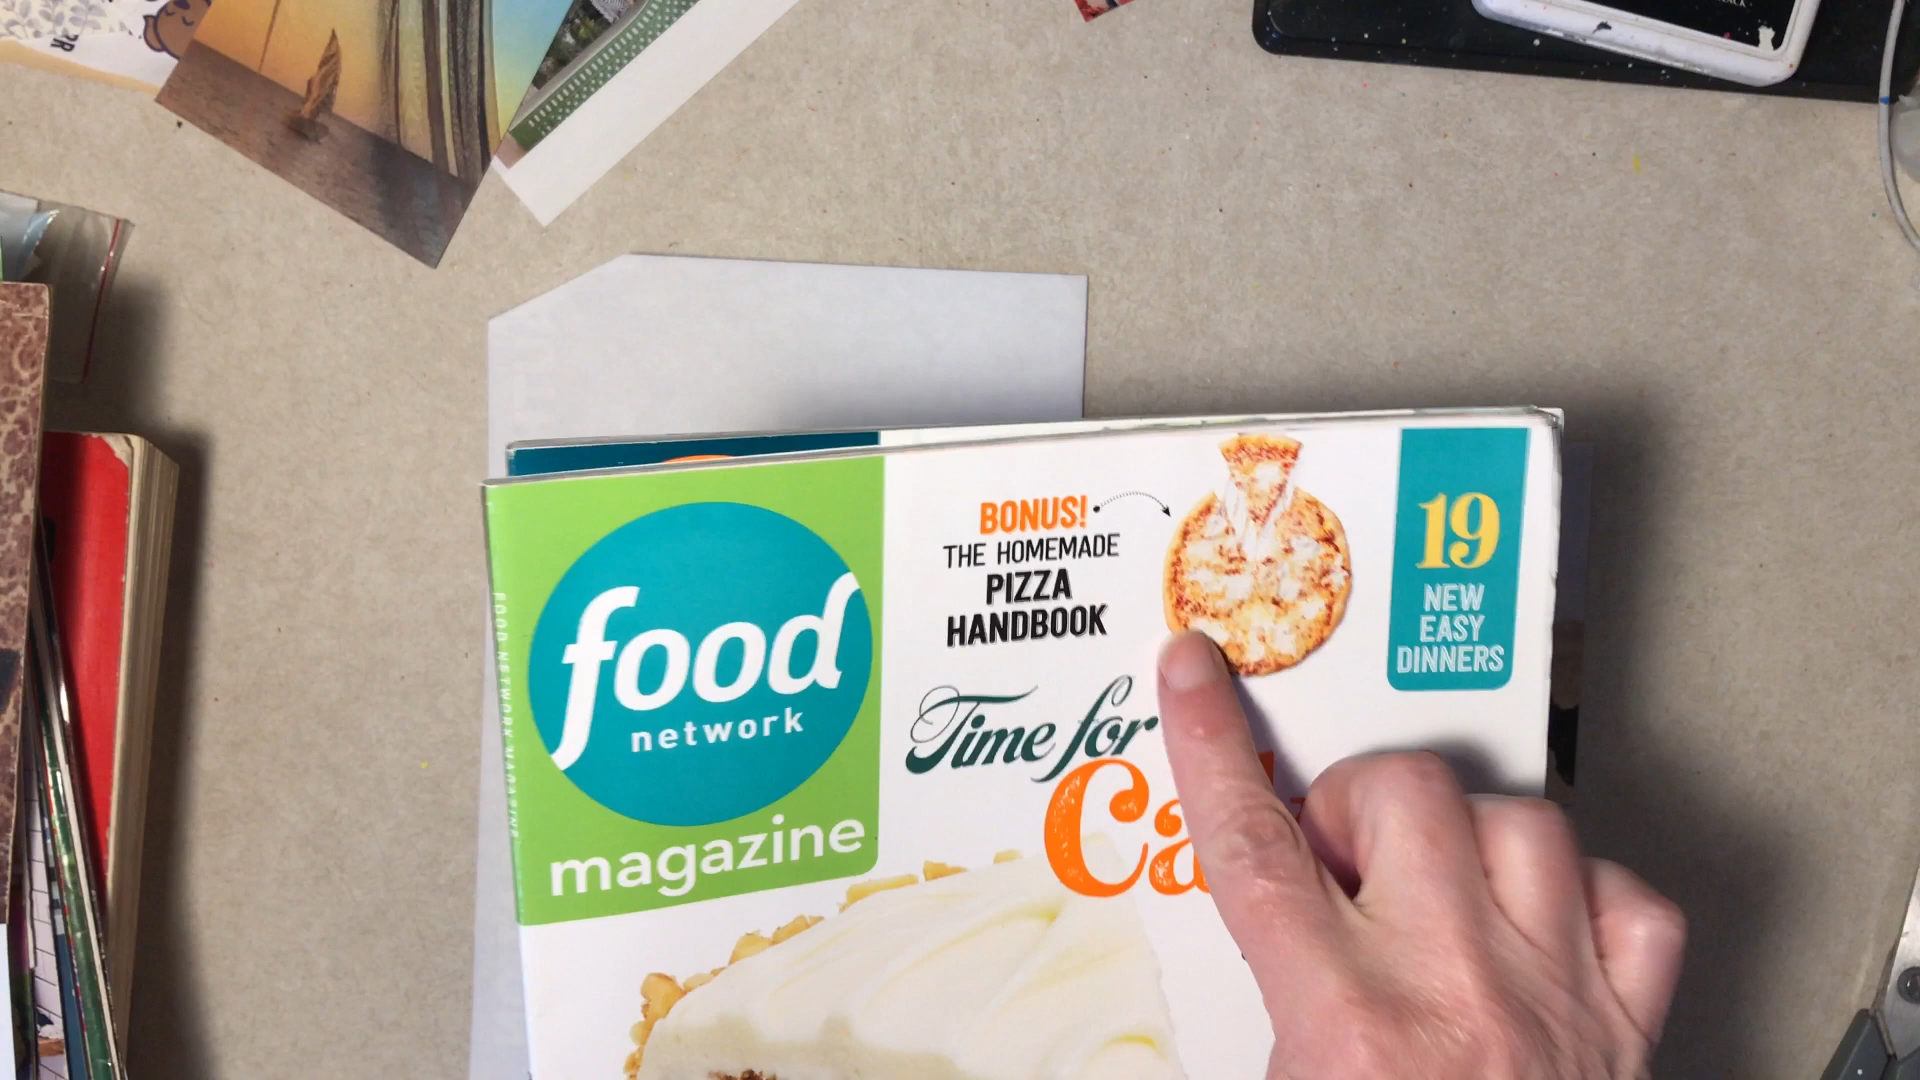 food
network
magazine
FOOD NETWORK MAGAZINE
BONUS!
THE HOMEMADE
PIZZA
HANDBOOK
19
NEW
EASY
DINNERS
Time for